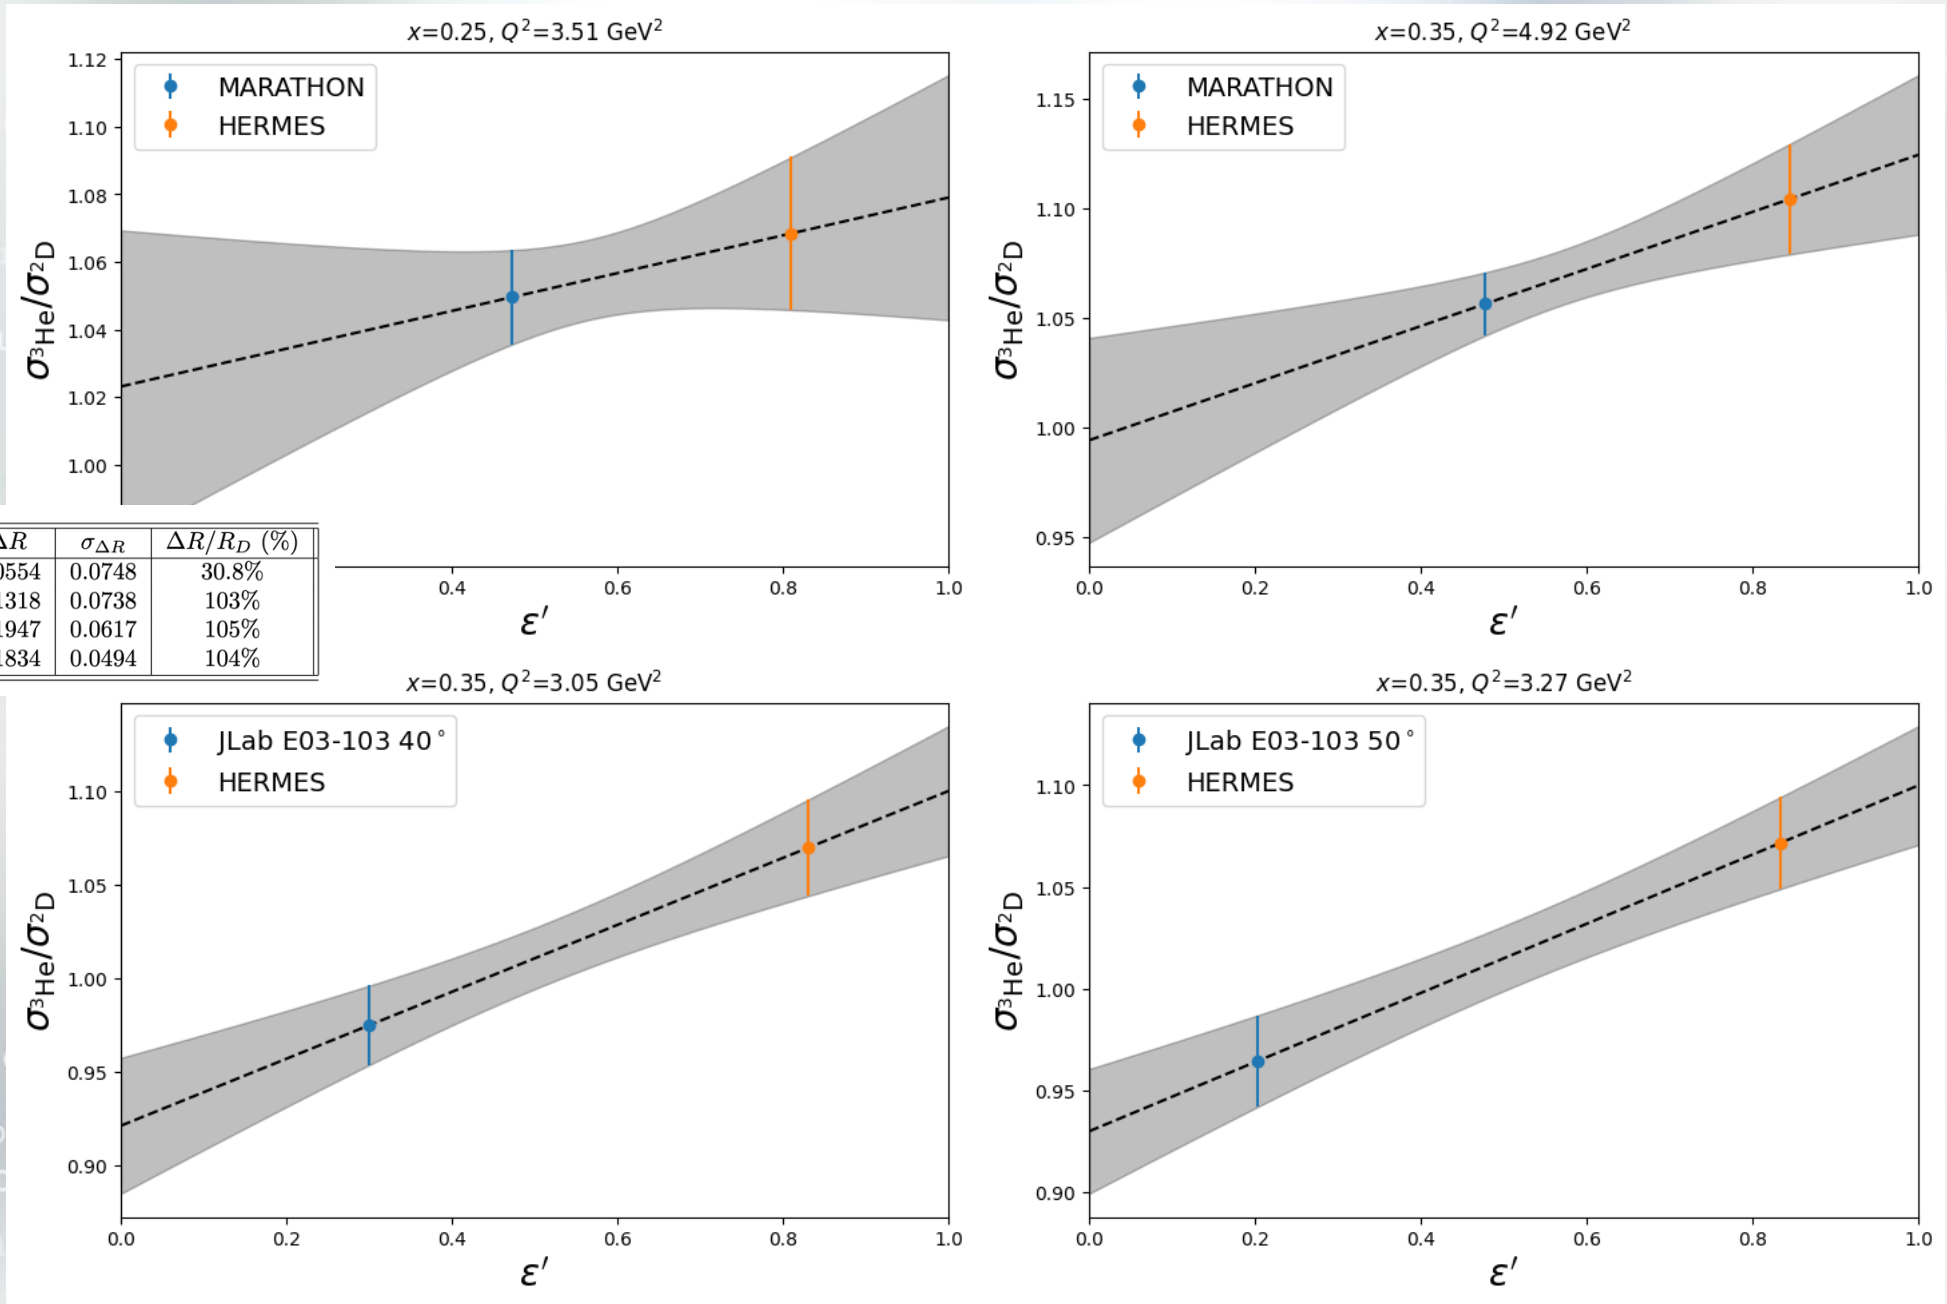 x=0.25, Q²=3.51 GeV²
1.12
1.10
1.08
1.06
1.04
1.02
1.00
σ³He/σ²D
MARATHON
HERMES
0.4
0.6
0.8
1.0
ε′
x=0.35, Q²=4.92 GeV²
1.15
1.10
1.05
1.00
0.95
σ³He/σ²D
MARATHON
HERMES
0.0
0.2
0.4
0.6
0.8
1.0
ε′
ΔR σ_ΔR ΔR/R_D (%)
0554 0.0748 30.8%
1318 0.0738 103%
1947 0.0617 105%
1834 0.0494 104%
x=0.35, Q²=3.05 GeV²
1.10
1.05
1.00
0.95
0.90
σ³He/σ²D
JLab E03-103 40°
HERMES
0.0
0.2
0.4
0.6
0.8
1.0
ε′
x=0.35, Q²=3.27 GeV²
1.10
1.05
1.00
0.95
0.90
σ³He/σ²D
JLab E03-103 50°
HERMES
0.0
0.2
0.4
0.6
0.8
1.0
ε′